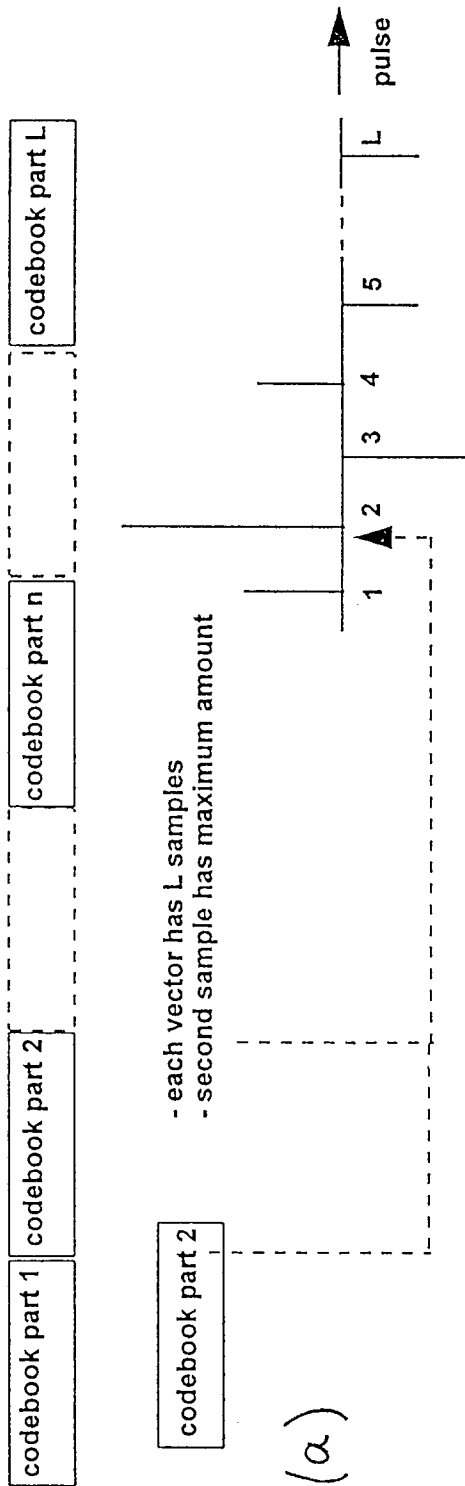 codebook part 1
codebook part 2
codebook part n
codebook part L
codebook part 2
- each vector has L samples
- second sample has maximum amount
1 2 3 4 5 L
pulse
(a)